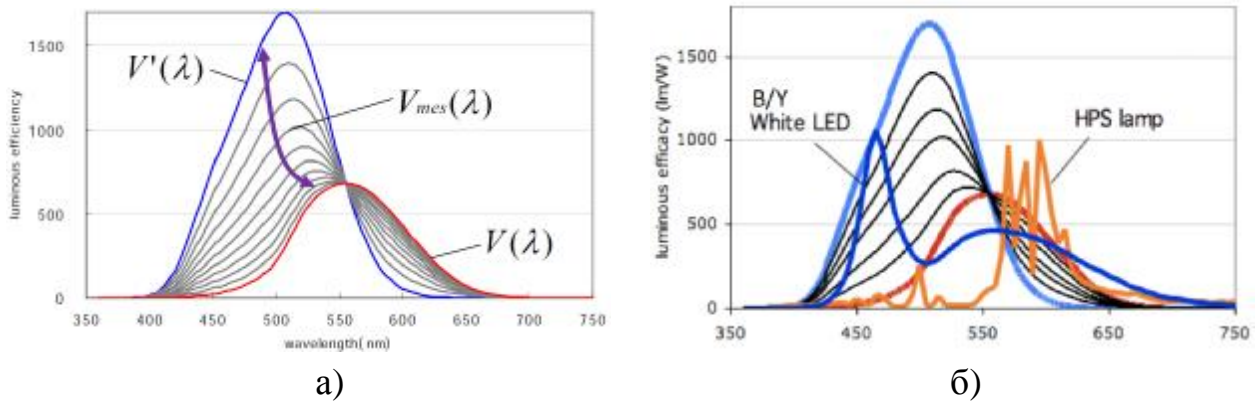 luminous efficiency
1500
1000
500
0
350 400 450 500 550 600 650 700 750
wavelength( nm)
V'(λ)
Vmes(λ)
V(λ)
а)
luminous efficacy (lm/W)
1500
1000
500
0
350 450 550 650 750
B/Y
White LED
HPS lamp
б)